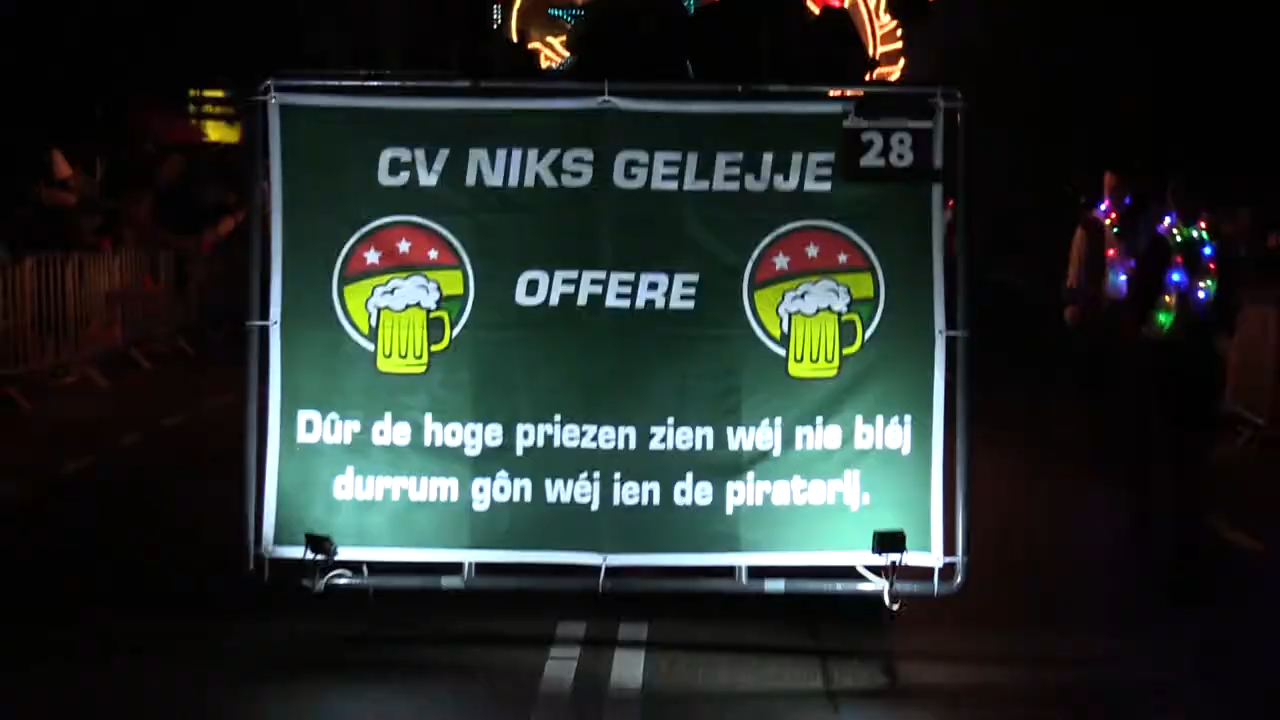 CV NIKS GELEJJE
28
OFFERE
Dûr de hoge priezen zien wéj nie bléj
durrum gôn wéj ien de piraterij.